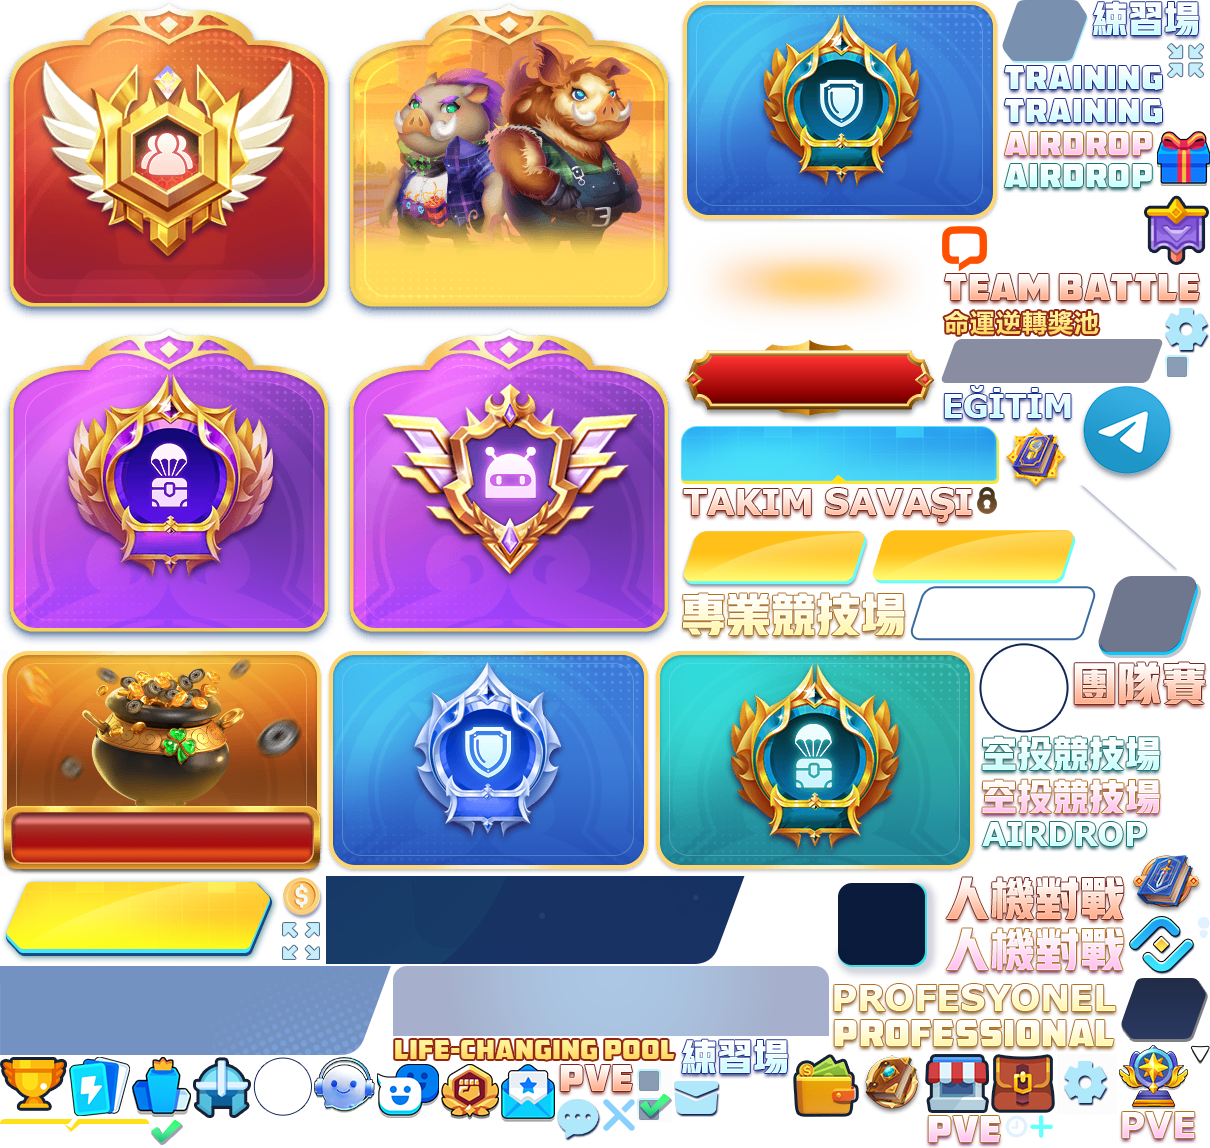 練習場
TRAINING
TRAINING
AIRDROP
AIRDROP
TEAM BATTLE
命運逆轉獎池
EĞİTİM
TAKIM SAVAŞI
專業競技場
團隊賽
空投競技場
空投競技場
AIRDROP
人機對戰
人機對戰
PROFESYONEL
PROFESSIONAL
LIFE-CHANGING POOL
練習場
PVE
PVE
PVE